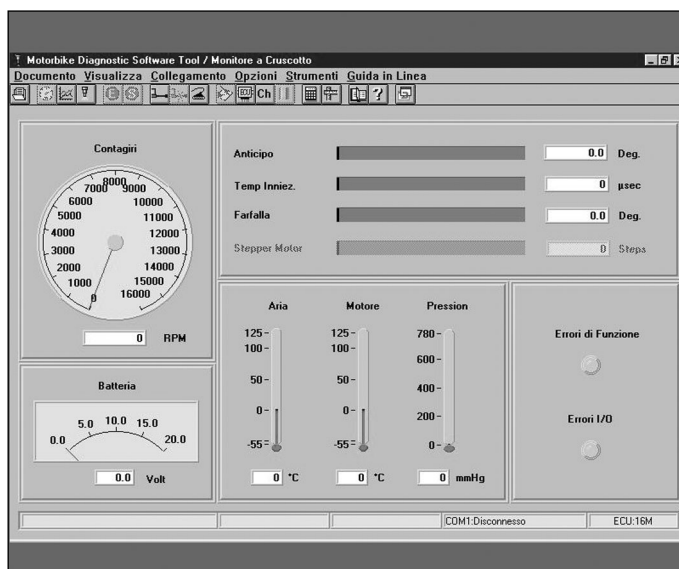 Motorbike Diagnostic Software Tool / Monitore a Cruscotto
Documento Visualizza Collegamento Opzioni Strumenti Guida in Linea
ECU Ch ?
Contagiri
0
1000
2000
3000
4000
5000
6000
7000
8000
9000
10000
11000
12000
13000
14000
15000
16000
0 RPM
Anticipo 0.0 Deg.
Temp Inniez. 0 µsec
Farfalla 0.0 Deg.
Stepper Motor 0 Steps
Batteria
0.0 5.0 10.0 15.0 20.0
0.0 Volt
Aria
125
100
50
0
-55
0 °C
Motore
125
100
50
0
-55
0 °C
Pression
780
600
400
200
0
0 mmHg
Errori di Funzione
Errori I/O
COM1:Disconnesso ECU:16M